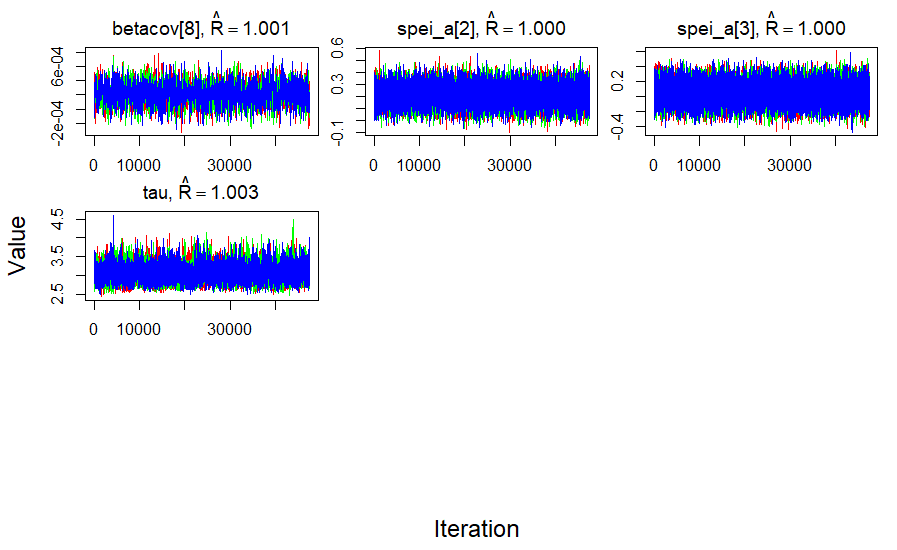 betacov[8], R̂ = 1.001
6e-04
-2e-04
0 10000 30000
spei_a[2], R̂ = 1.000
0.6
0.3
-0.1
0 10000 30000
spei_a[3], R̂ = 1.000
0.2
-0.4
0 10000 30000
tau, R̂ = 1.003
4.5
3.5
2.5
0 10000 30000
Value
Iteration